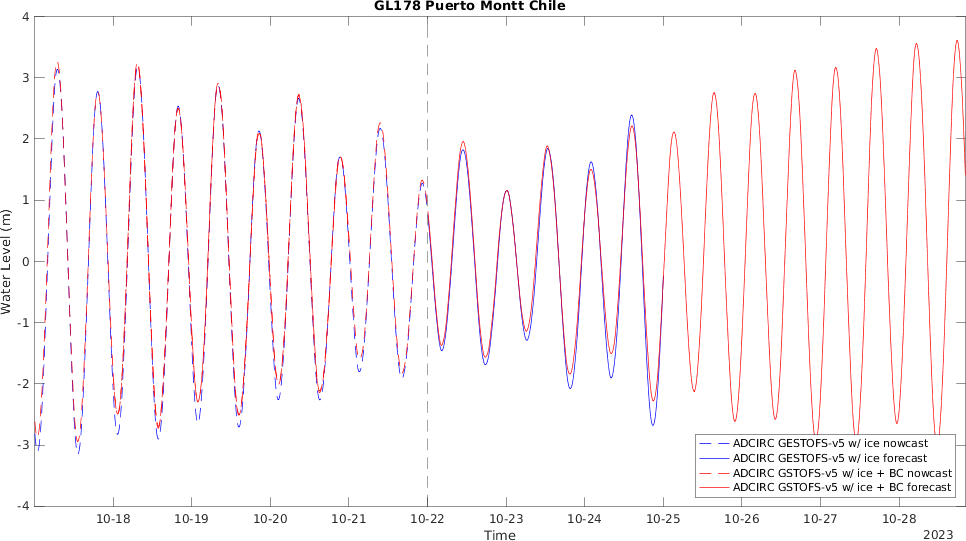 GL178 Puerto Montt Chile
4
3
2
1
0
-1
-2
-3
-4
Water Level (m)
ADCIRC GESTOFS-v5 w/ ice nowcast
ADCIRC GESTOFS-v5 w/ ice forecast
ADCIRC GSTOFS-v5 w/ ice + BC nowcast
ADCIRC GSTOFS-v5 w/ ice + BC forecast
10-18 10-19 10-20 10-21 10-22 10-23 10-24 10-25 10-26 10-27 10-28
Time
2023